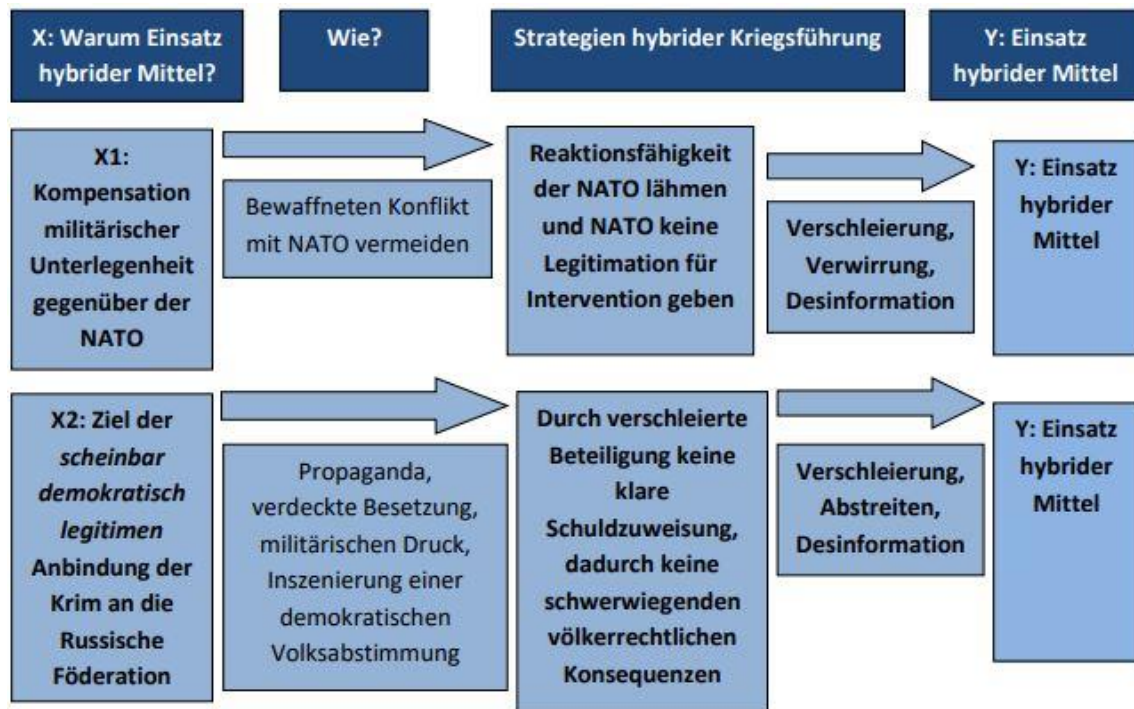 X: Warum Einsatz
hybrider Mittel?
Wie?
Strategien hybrider Kriegsführung
Y: Einsatz
hybrider Mittel
X1:
Kompensation
militärischer
Unterlegenheit
gegenüber der
NATO
Bewaffneten Konflikt
mit NATO vermeiden
Reaktionsfähigkeit
der NATO lähmen
und NATO keine
Legitimation für
Intervention geben
Verschleierung,
Verwirrung,
Desinformation
Y: Einsatz
hybrider
Mittel
X2: Ziel der
scheinbar
demokratisch
legitimen
Anbindung der
Krim an die
Russische
Föderation
Propaganda,
verdeckte Besetzung,
militärischen Druck,
Inszenierung einer
demokratischen
Volksabstimmung
Durch verschleierte
Beteiligung keine
klare
Schuldzuweisung,
dadurch keine
schwerwiegenden
völkerrechtlichen
Konsequenzen
Verschleierung,
Abstreiten,
Desinformation
Y: Einsatz
hybrider
Mittel